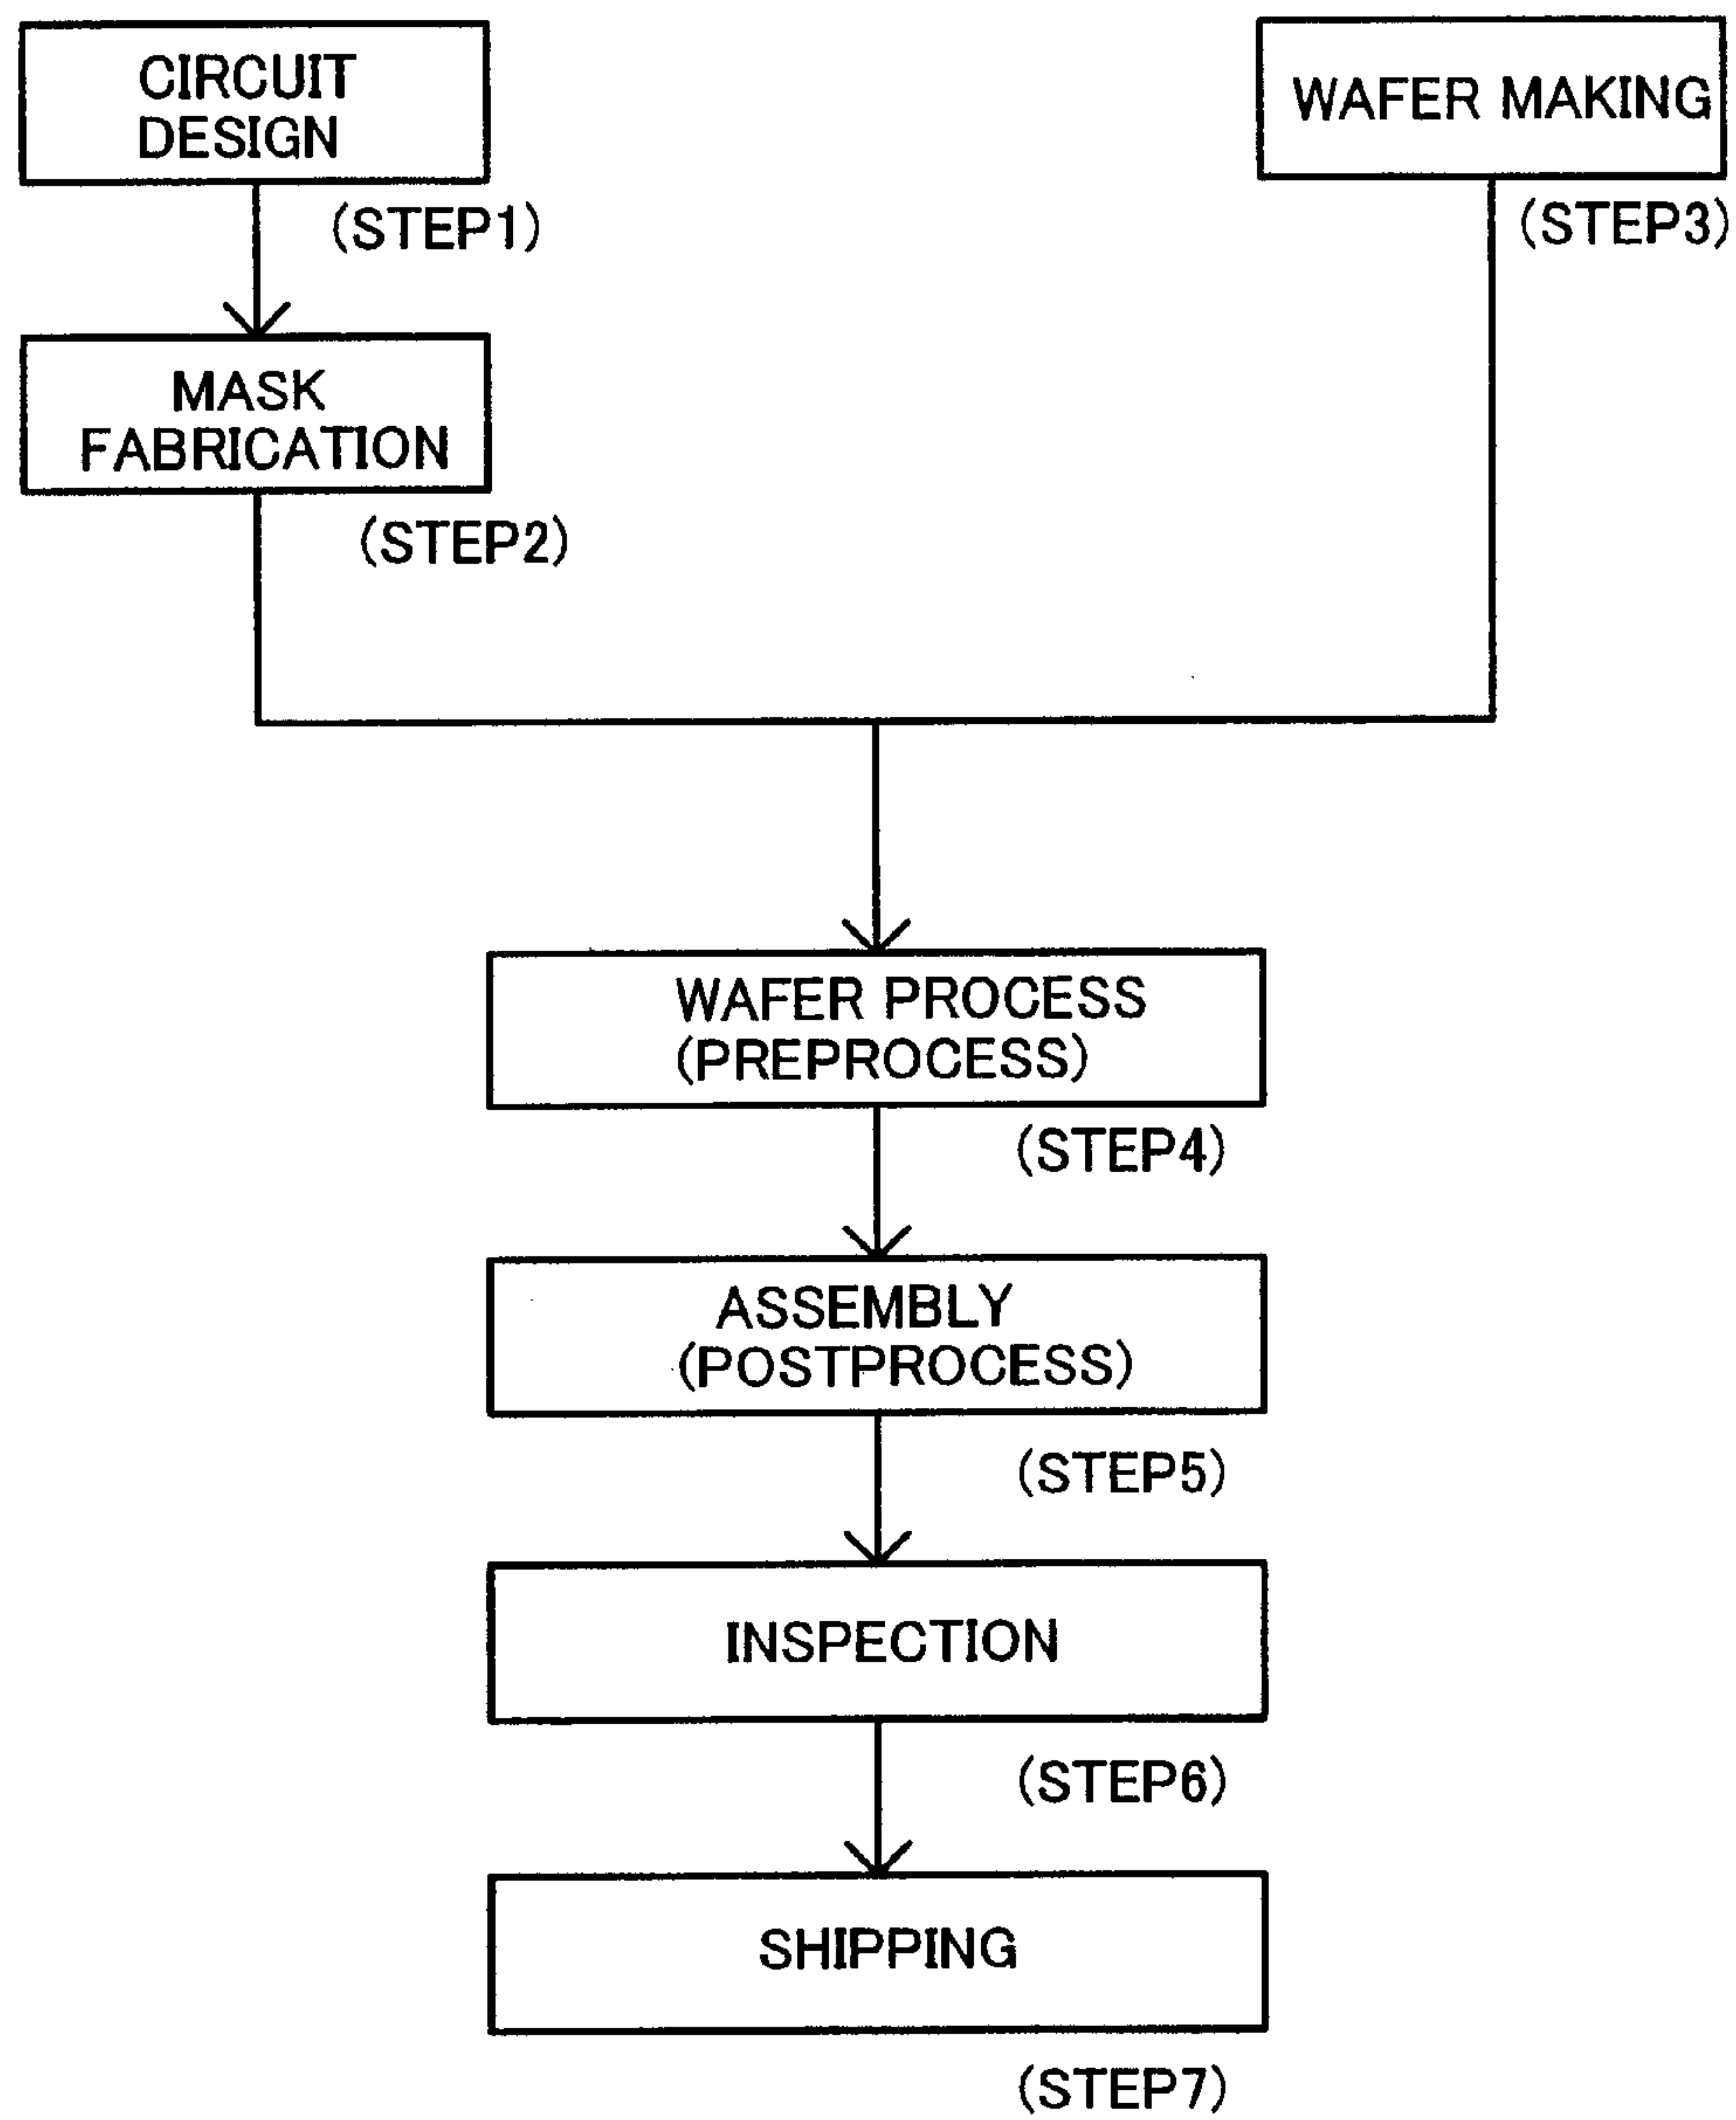 CIRCUIT
DESIGN
(STEP1)
WAFER MAKING
(STEP3)
MASK
FABRICATION
(STEP2)
WAFER PROCESS
(PREPROCESS)
(STEP4)
ASSEMBLY
(POSTPROCESS)
(STEP5)
INSPECTION
(STEP6)
SHIPPING
(STEP7)